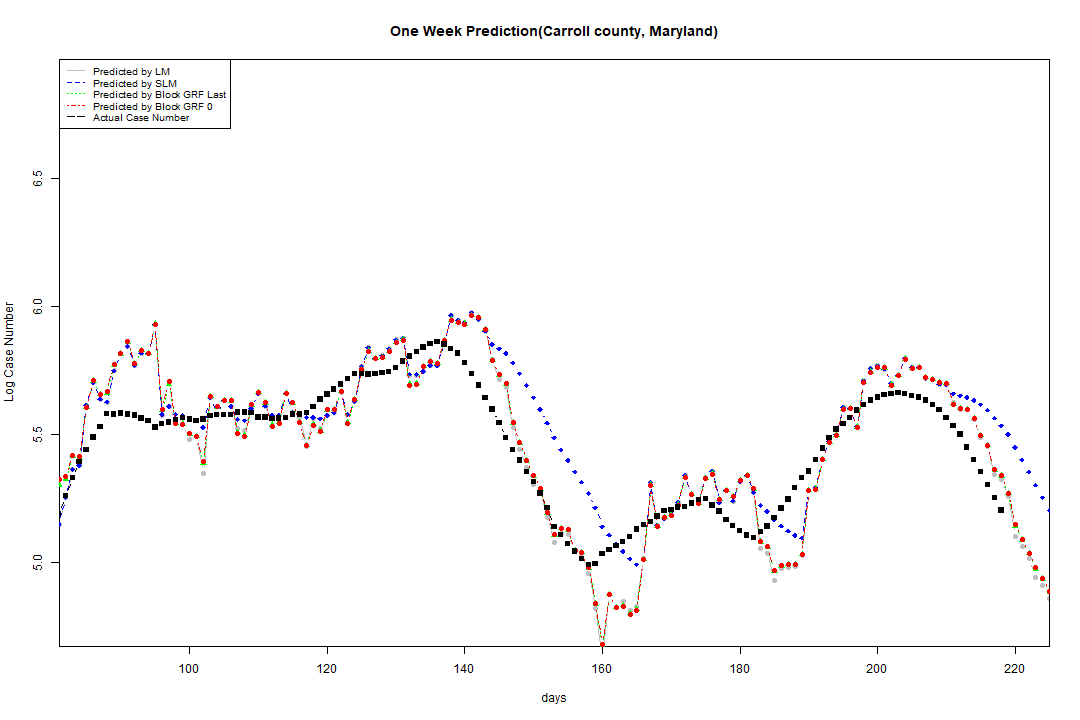 One Week Prediction(Carroll county, Maryland)
Predicted by LM
Predicted by SLM
Predicted by Block GRF Last
Predicted by Block GRF 0
Actual Case Number
Log Case Number
6.5
6.0
5.5
5.0
100 120 140 160 180 200 220
days